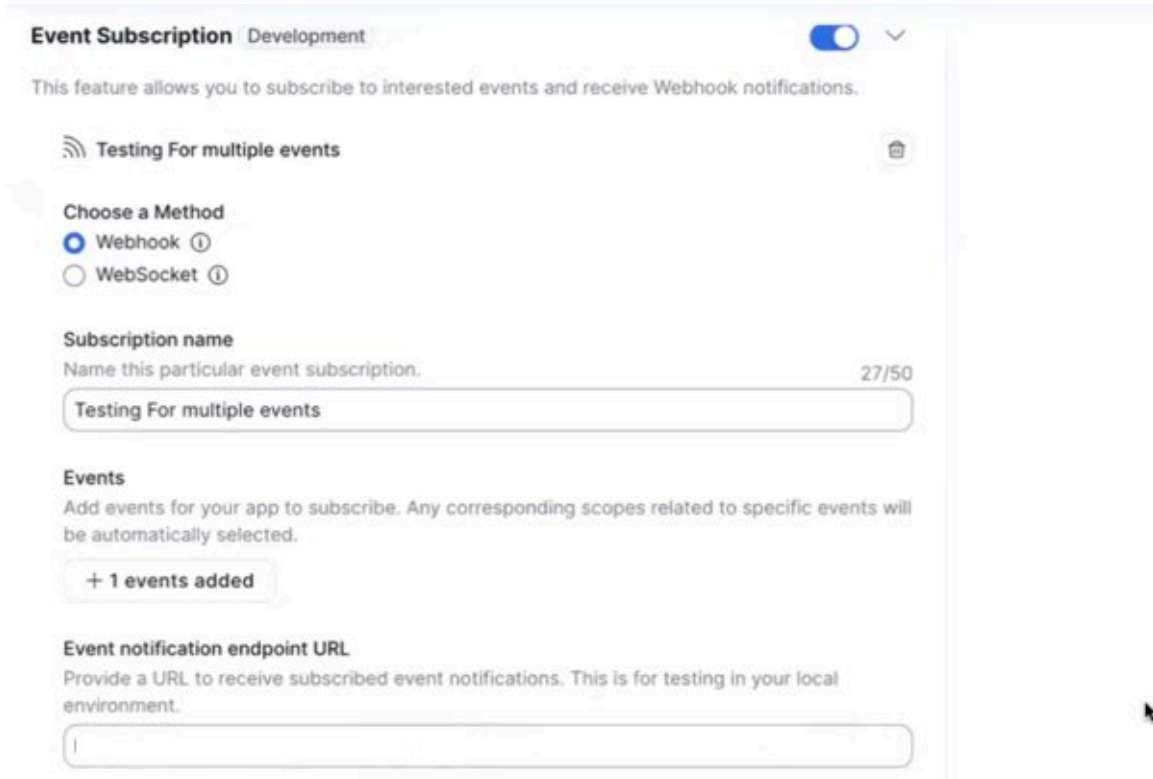 Event Subscription Development
This feature allows you to subscribe to interested events and receive Webhook notifications.
Testing For multiple events
Choose a Method
Webhook
WebSocket
Subscription name
Name this particular event subscription.
27/50
Testing For multiple events
Events
Add events for your app to subscribe. Any corresponding scopes related to specific events will
be automatically selected.
+ 1 events added
Event notification endpoint URL
Provide a URL to receive subscribed event notifications. This is for testing in your local
environment.